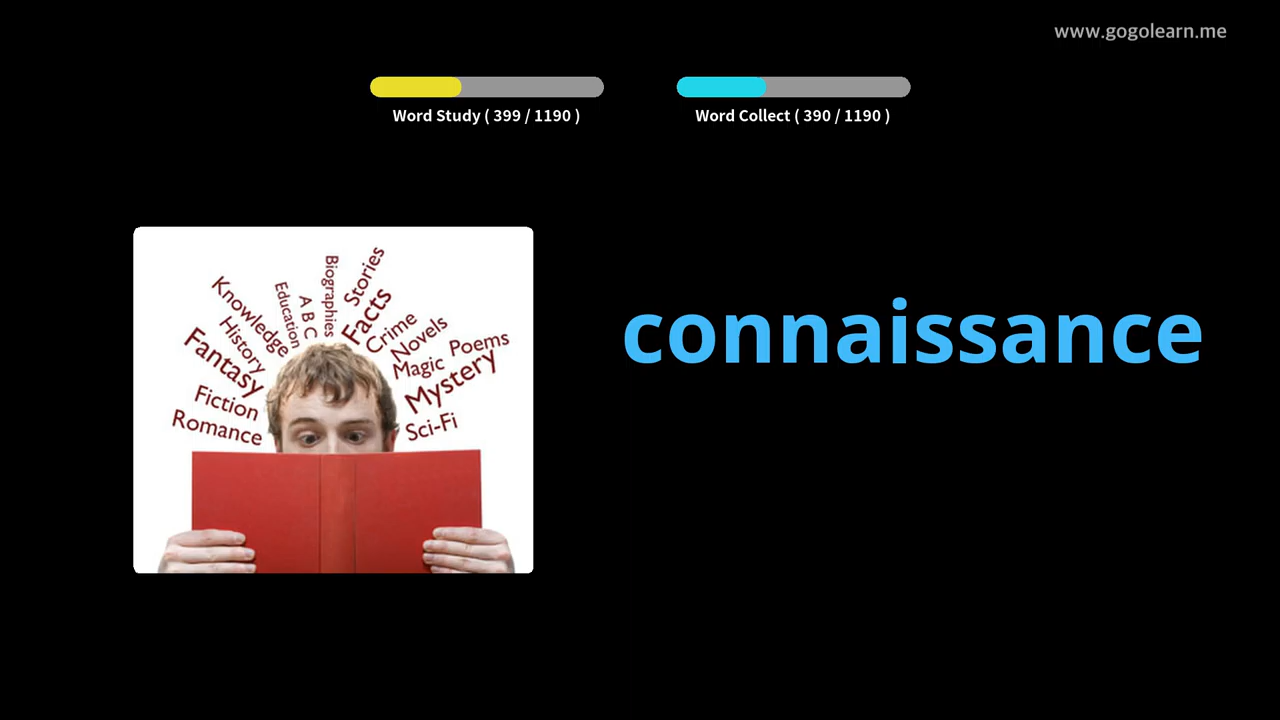 www.gogolearn.me
Word Study ( 399 / 1190 )
Word Collect ( 390 / 1190 )
connaissance
Stories
Biographies
Facts
A B C
Education
Knowledge
Crime
History
Novels
Poems
Fantasy
Magic
Mystery
Fiction
Sci-Fi
Romance